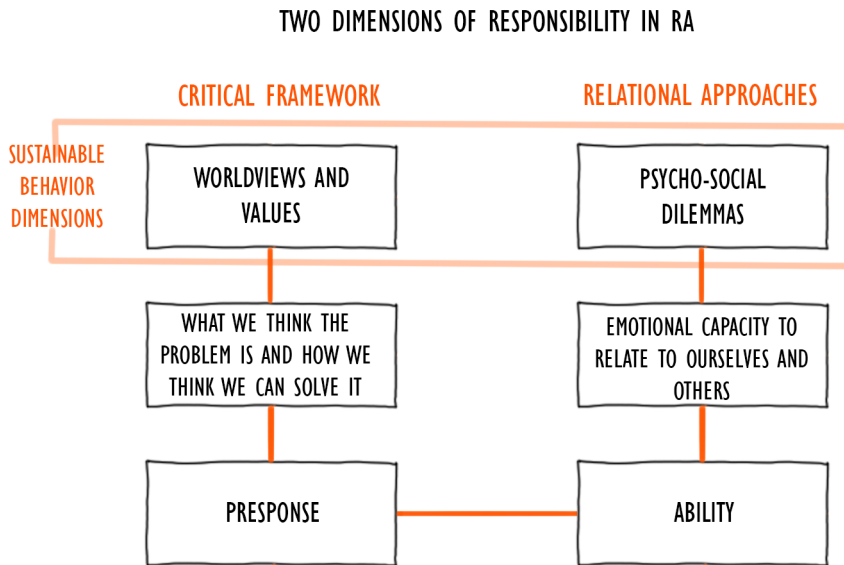 TWO DIMENSIONS OF RESPONSIBILITY IN RA
CRITICAL FRAMEWORK
RELATIONAL APPROACHES
SUSTAINABLE
BEHAVIOR
DIMENSIONS
WORLDVIEWS AND
VALUES
PSYCHO-SOCIAL
DILEMMAS
WHAT WE THINK THE
PROBLEM IS AND HOW WE
THINK WE CAN SOLVE IT
EMOTIONAL CAPACITY TO
RELATE TO OURSELVES AND
OTHERS
PRESPONSE
ABILITY